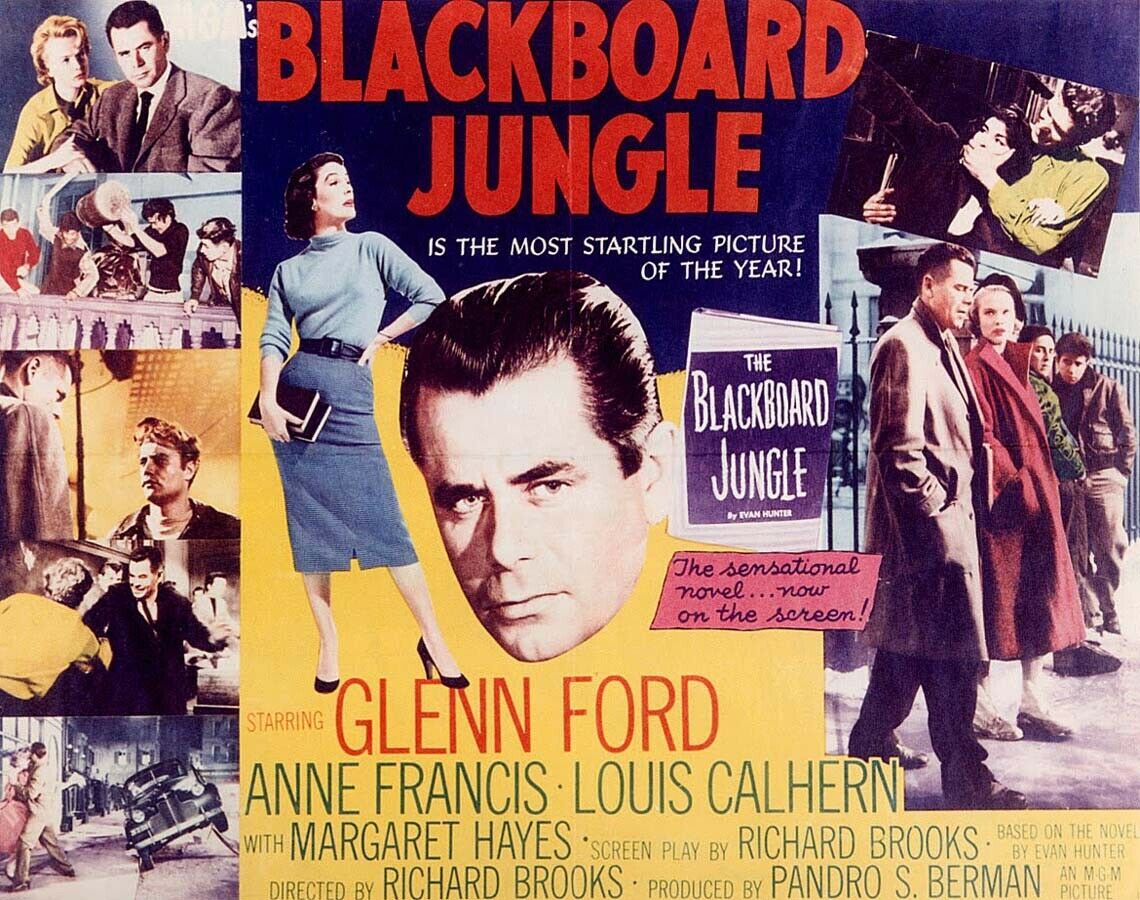 M-G-M's
BLACKBOARD
JUNGLE
IS THE MOST STARTLING PICTURE
OF THE YEAR!
THE
BLACKBOARD
JUNGLE
By EVAN HUNTER
The sensational
novel...now
on the screen!
STARRING GLENN FORD
ANNE FRANCIS · LOUIS CALHERN
WITH MARGARET HAYES · SCREEN PLAY BY RICHARD BROOKS · BASED ON THE NOVEL
BY EVAN HUNTER
DIRECTED BY RICHARD BROOKS · PRODUCED BY PANDRO S. BERMAN AN M-G-M
PICTURE